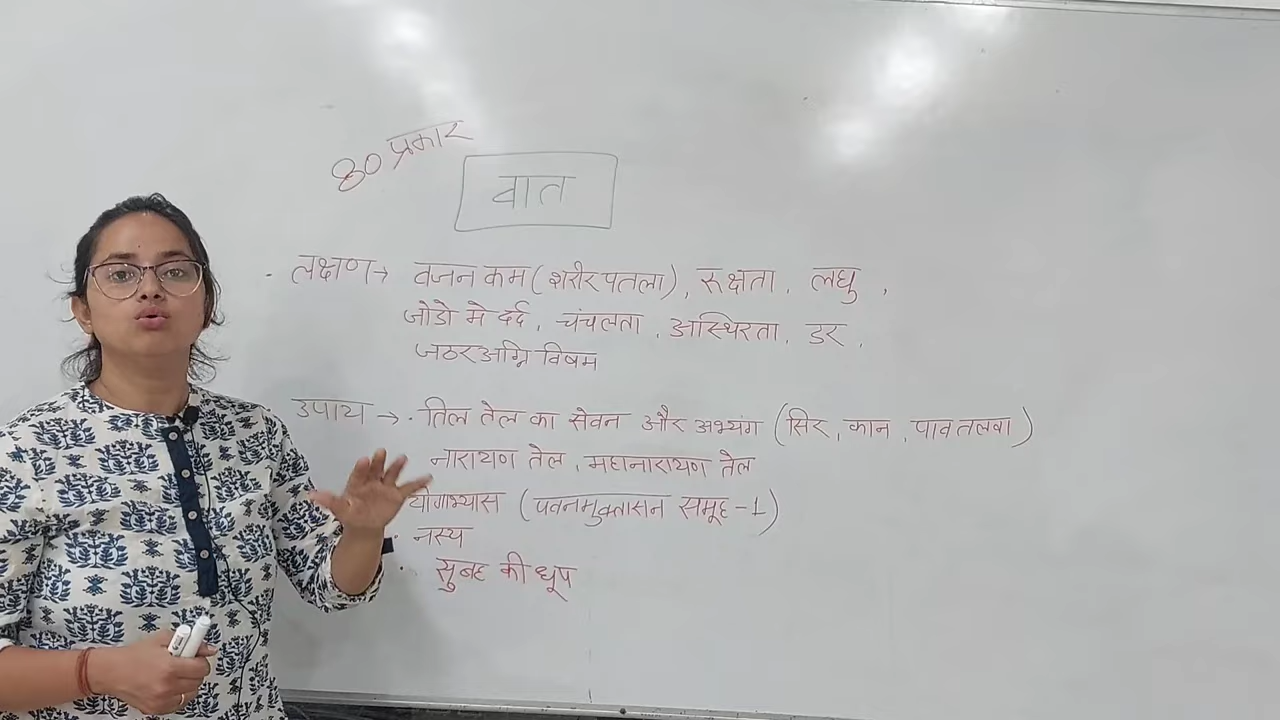 80 प्रकार
वात
· लक्षण → वजन कम (शरीर पतला), रूक्षता, लघु,
जोडो मे दर्द, चंचलता, अस्थिरता, डर,
जठरअग्नि विषम
उपाय → · तिल तेल का सेवन और अभ्यंग (सिर, कान, पाव तलवा)
नारायण तेल, महानारायण तेल
योगाभ्यास (पवनमुक्तासन समूह -1)
· नस्य
· सुबह की धूप